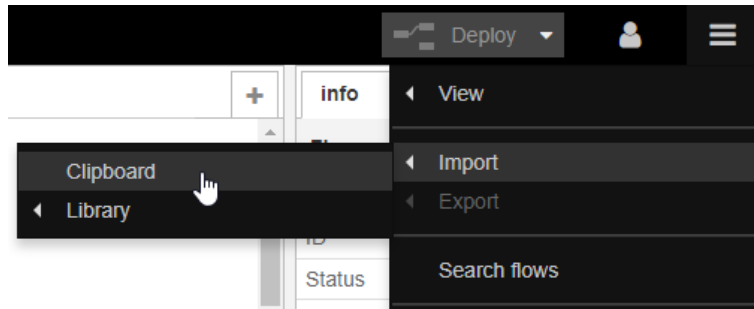 Deploy
+
info
View
Clipboard
Import
Library
Export
ID
Search flows
Status